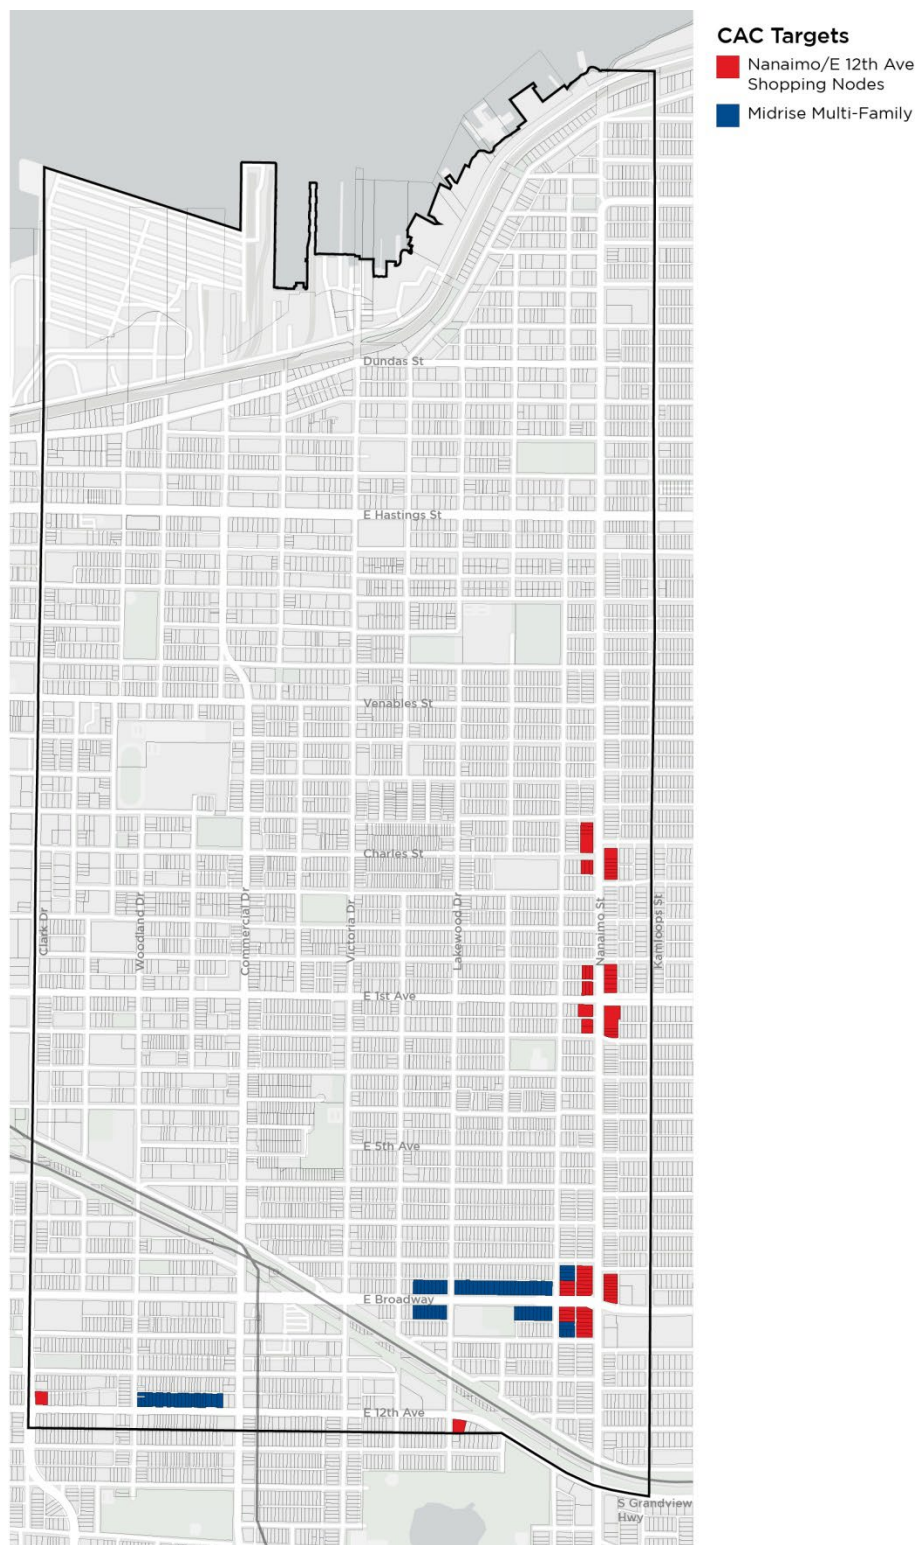 CAC Targets
Nanaimo/E 12th Ave
Shopping Nodes
Midrise Multi-Family
Dundas St
E Hastings St
Venables St
Charles St
Clark Dr
Woodland Dr
Commercial Dr
Victoria Dr
Lakewood Dr
Nanaimo St
Kamloops St
E 1st Ave
E 5th Ave
E Broadway
E 12th Ave
S Grandview
Hwy